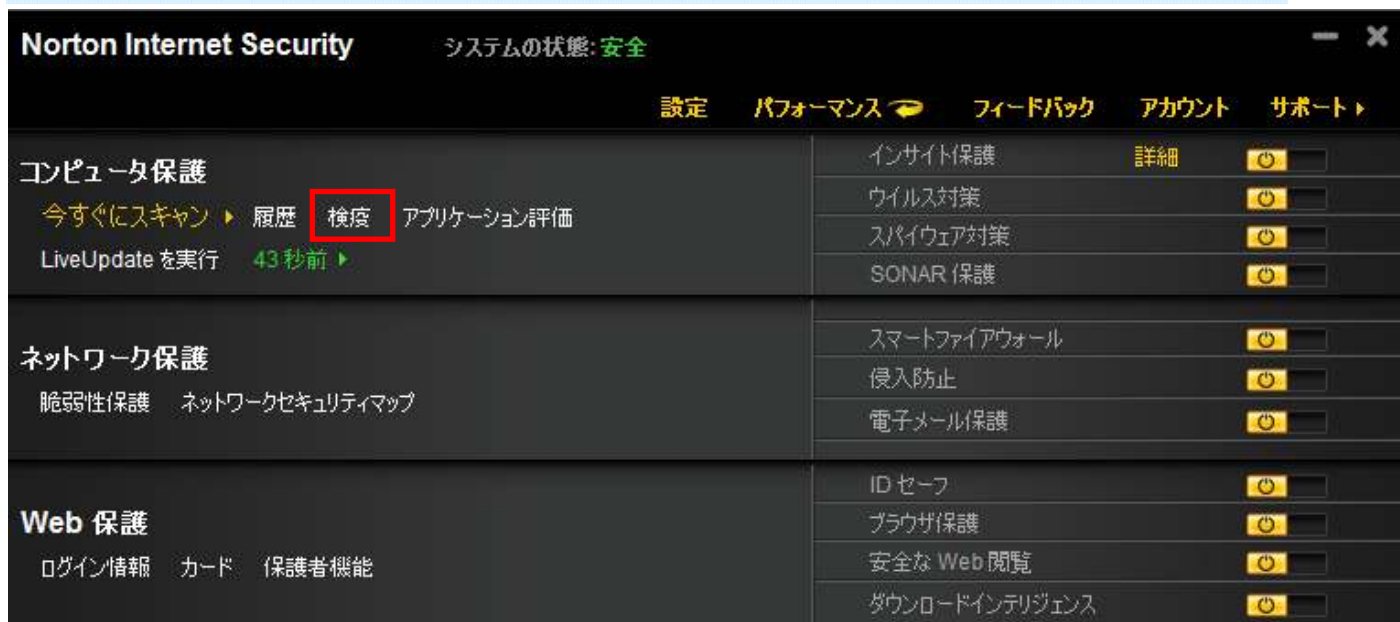 Norton Internet Security システムの状態: 安全
設定 パフォーマンス フィードバック アカウント サポート
コンピュータ保護
今すぐにスキャン 履歴 検疫 アプリケーション評価
LiveUpdate を実行 43 秒前
インサイト保護 詳細
ウイルス対策
スパイウェア対策
SONAR 保護
ネットワーク保護
脆弱性保護 ネットワークセキュリティマップ
スマートファイアウォール
侵入防止
電子メール保護
Web 保護
ログイン情報 カード 保護者機能
ID セーフ
ブラウザ保護
安全な Web 閲覧
ダウンロードインテリジェンス